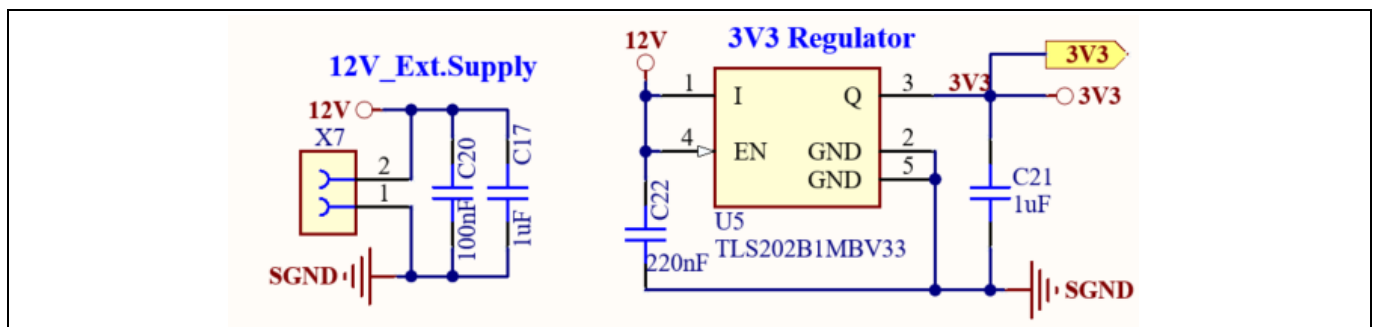 12V_Ext.Supply
12V
X7
2
1
C20
100nF
C17
1uF
SGND
3V3 Regulator
12V
1
I
Q
3
3V3
3V3
3V3
4
EN
GND
2
GND
5
C22
220nF
U5
TLS202B1MBV33
C21
1uF
SGND